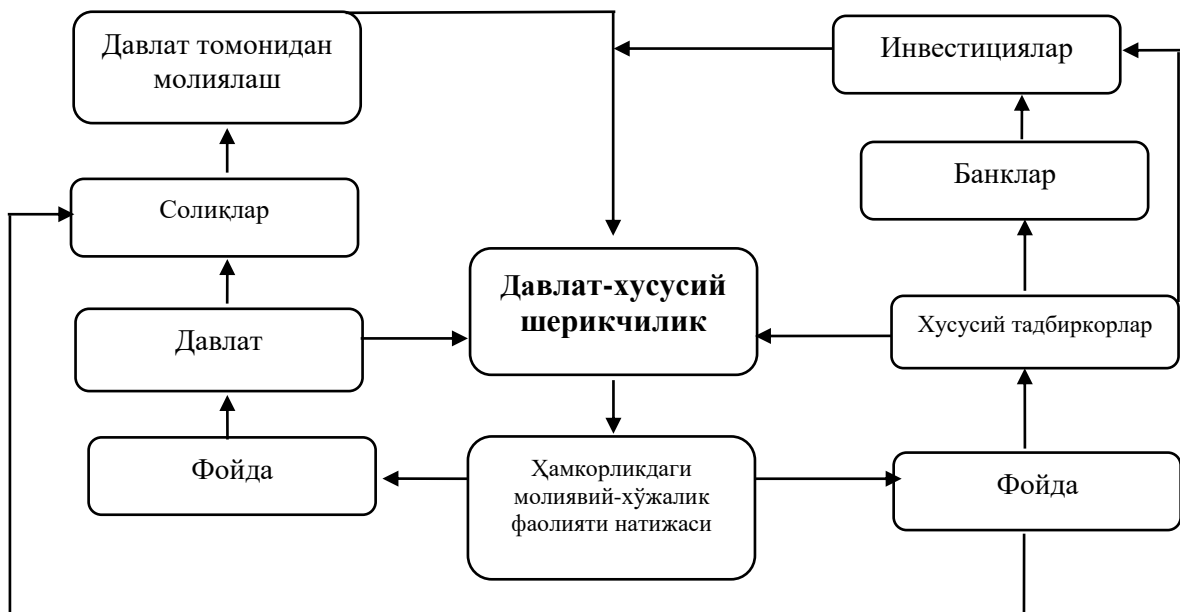 Давлат томонидан
молиялаш
Инвестициялар
Банклар
Солиқлар
Давлат-хусусий
шерикчилик
Давлат
Хусусий тадбиркорлар
Фойда
Ҳамкорликдаги
молиявий-хўжалик
фаолияти натижаси
Фойда